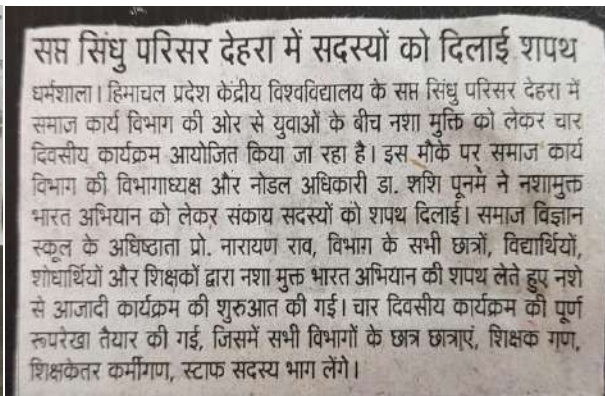 सप्त सिंधु परिसर देहरा में सदस्यों को दिलाई शपथ
धर्मशाला। हिमाचल प्रदेश केंद्रीय विश्वविद्यालय के सप्त सिंधु परिसर देहरा में
समाज कार्य विभाग की ओर से युवाओं के बीच नशा मुक्ति को लेकर चार
दिवसीय कार्यक्रम आयोजित किया जा रहा है। इस मौके पर समाज कार्य
विभाग की विभागाध्यक्ष और नोडल अधिकारी डा. शशि पूनम ने नशामुक्त
भारत अभियान को लेकर संकाय सदस्यों को शपथ दिलाई। समाज विज्ञान
स्कूल के अधिष्ठाता प्रो. नारायण राव, विभाग के सभी छात्रों, विद्यार्थियों,
शोधार्थियों और शिक्षकों द्वारा नशा मुक्त भारत अभियान की शपथ लेते हुए नशे
से आजादी कार्यक्रम की शुरुआत की गई। चार दिवसीय कार्यक्रम की पूर्ण
रूपरेखा तैयार की गई, जिसमें सभी विभागों के छात्र छात्राएं, शिक्षक गण,
शिक्षकेतर कर्मीगण, स्टाफ सदस्य भाग लेंगे।